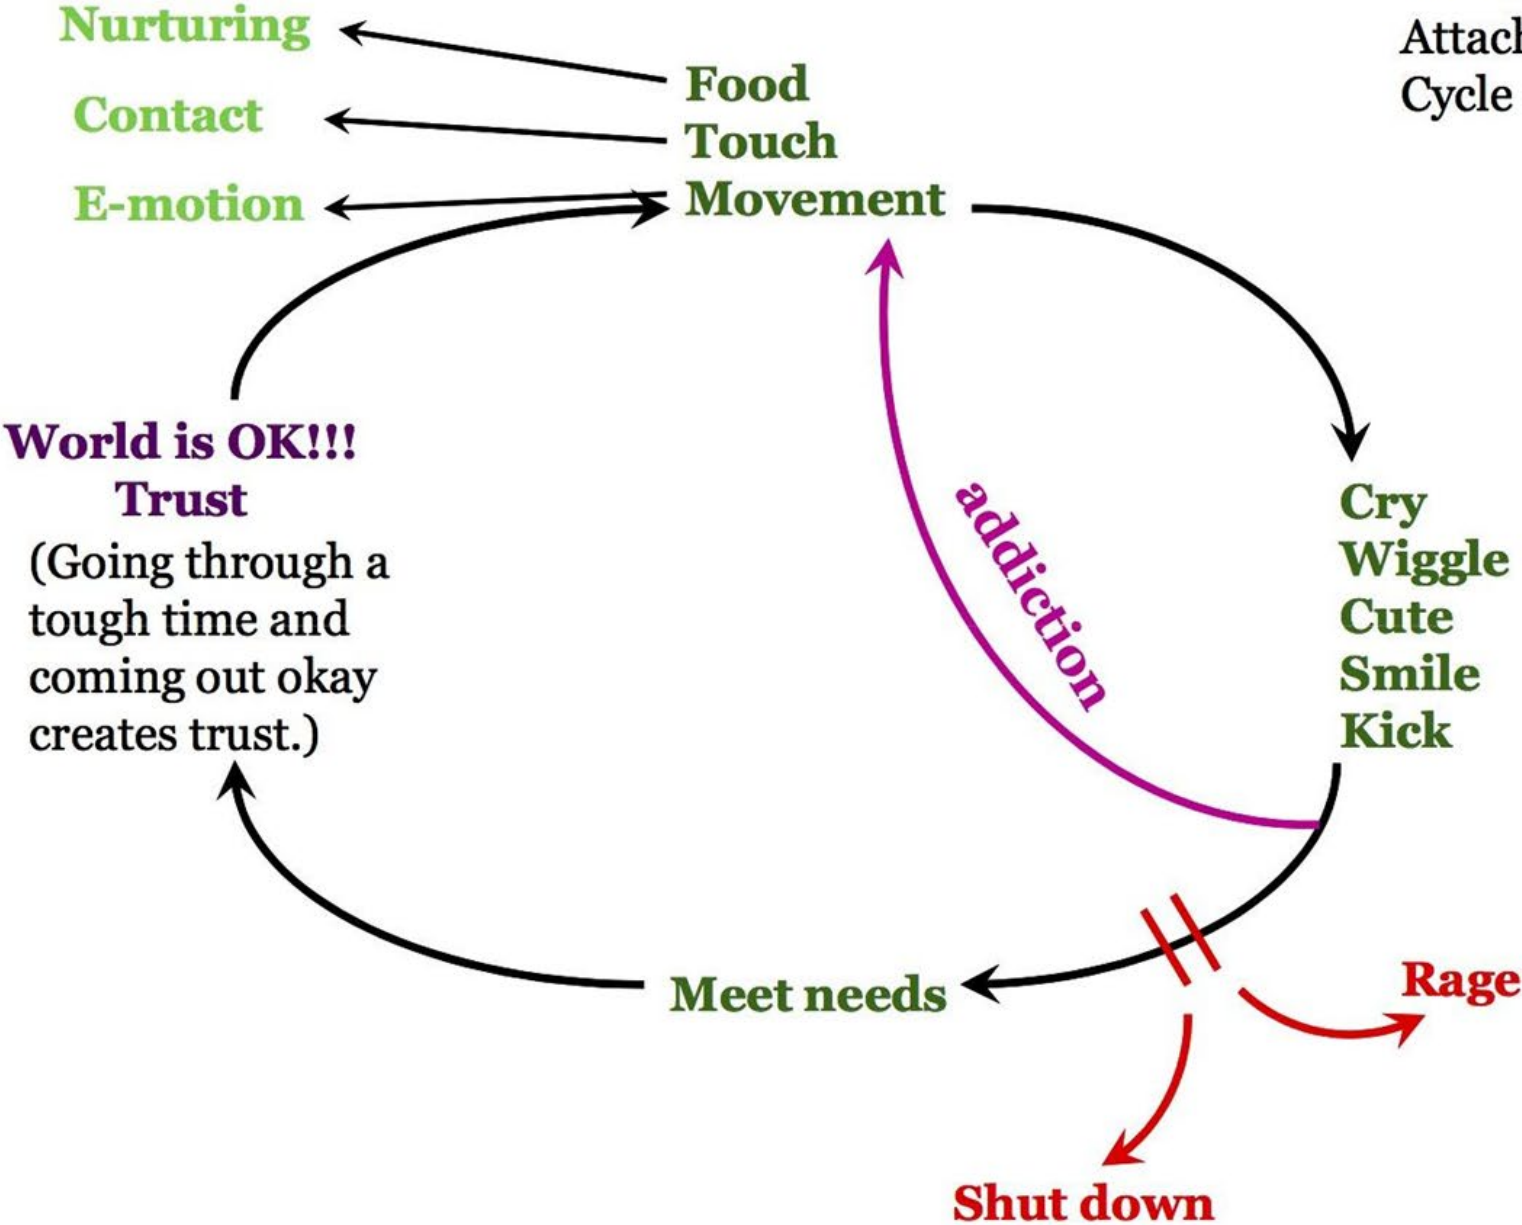 Nurturing
Contact
E-motion
Food
Touch
Movement
Attach
Cycle
World is OK!!!
Trust
(Going through a
tough time and
coming out okay
creates trust.)
addiction
Cry
Wiggle
Cute
Smile
Kick
Meet needs
Rage
Shut down